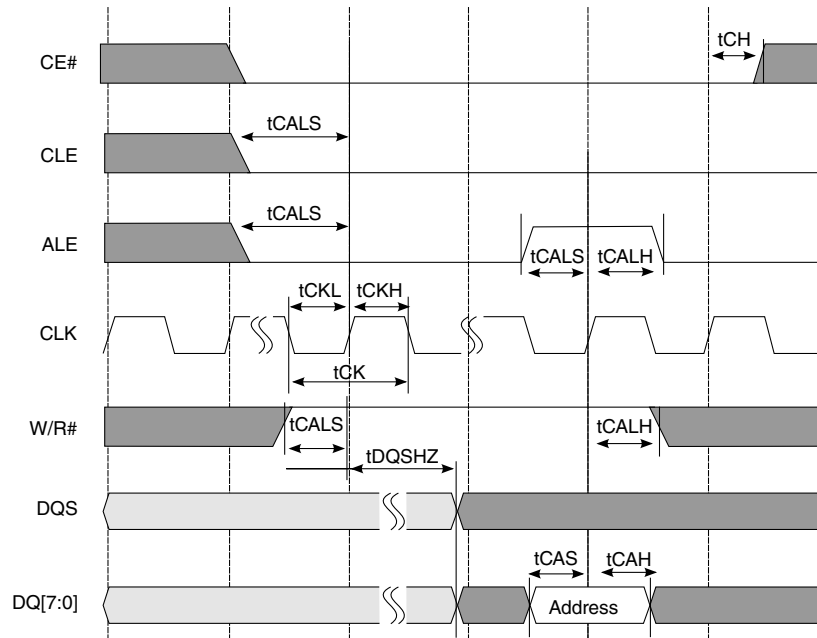 tCH
CE#
tCALS
CLE
tCALS
ALE
tCALS tCALH
tCKL tCKH
CLK
tCK
W/R#
tCALS tCALH
tDQSHZ
DQS
tCAS tCAH
DQ[7:0] Address